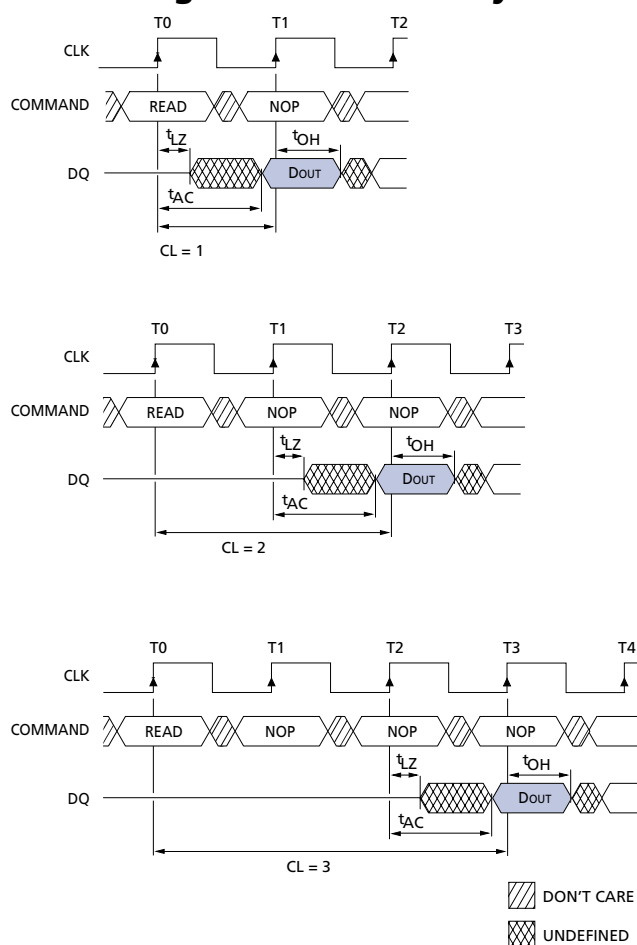 T0 T1 T2
CLK
COMMAND READ NOP
tLZ tOH
DQ DOUT
tAC
CL = 1
T0 T1 T2 T3
CLK
COMMAND READ NOP NOP
tLZ tOH
DQ DOUT
tAC
CL = 2
T0 T1 T2 T3 T4
CLK
COMMAND READ NOP NOP NOP
tLZ tOH
DQ DOUT
tAC
CL = 3
DON'T CARE
UNDEFINED